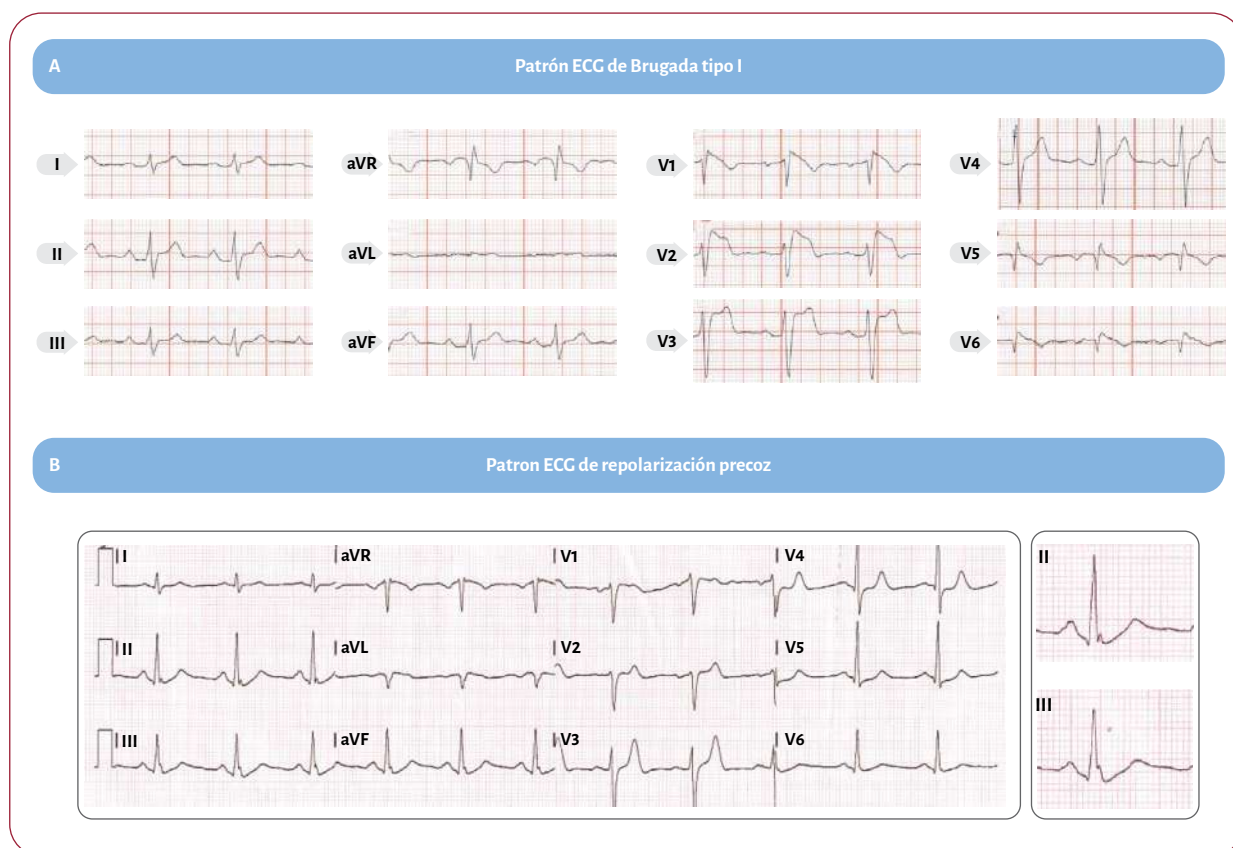 A
Patrón ECG de Brugada tipo I
I
aVR
V1
V4
II
aVL
V2
V5
III
aVF
V3
V6
B
Patron ECG de repolarización precoz
I
aVR
V1
V4
II
aVL
V2
V5
III
aVF
V3
V6
II
III